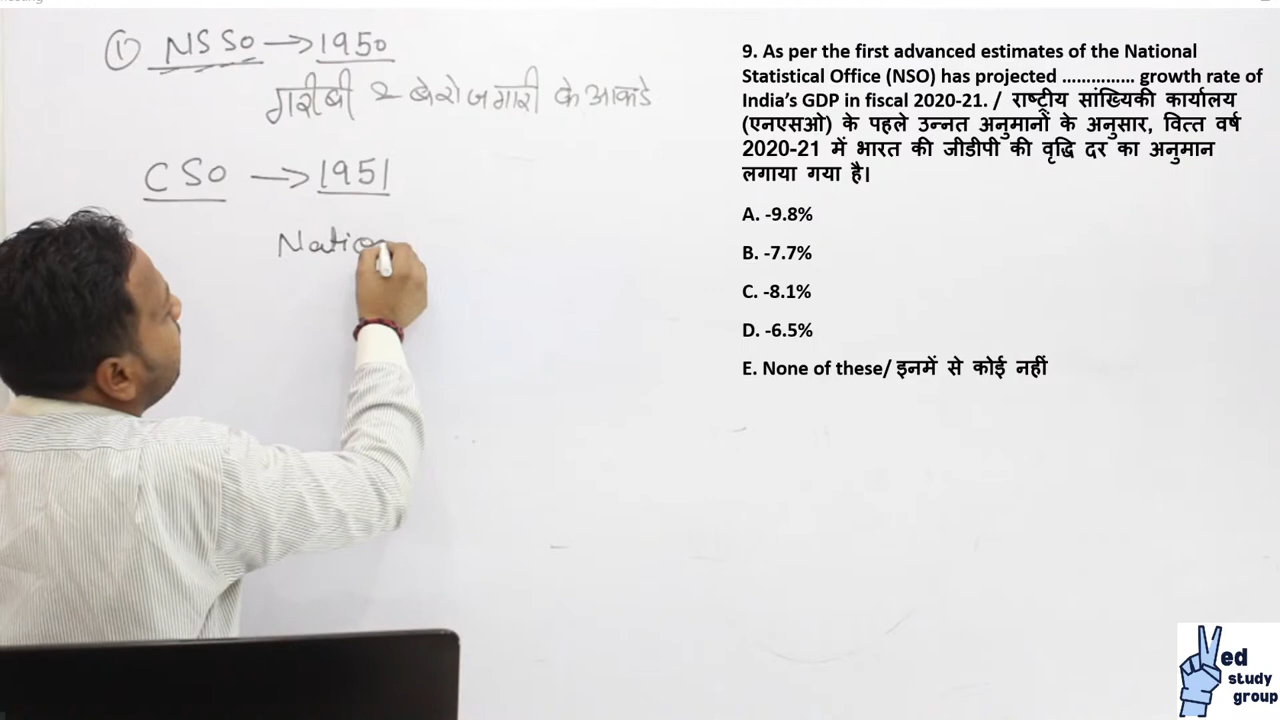 ① NSSO → 1950
गरीबी २ बेरोजगारी के आकडे
CSO → 1951
Natio
9. As per the first advanced estimates of the National
Statistical Office (NSO) has projected ............... growth rate of
India’s GDP in fiscal 2020-21. / राष्ट्रीय सांख्यिकी कार्यालय
(एनएसओ) के पहले उन्नत अनुमानों के अनुसार, वित्त वर्ष
2020-21 में भारत की जीडीपी की वृद्धि दर का अनुमान
लगाया गया है।
A. -9.8%
B. -7.7%
C. -8.1%
D. -6.5%
E. None of these/ इनमें से कोई नहीं
Ved
study
group